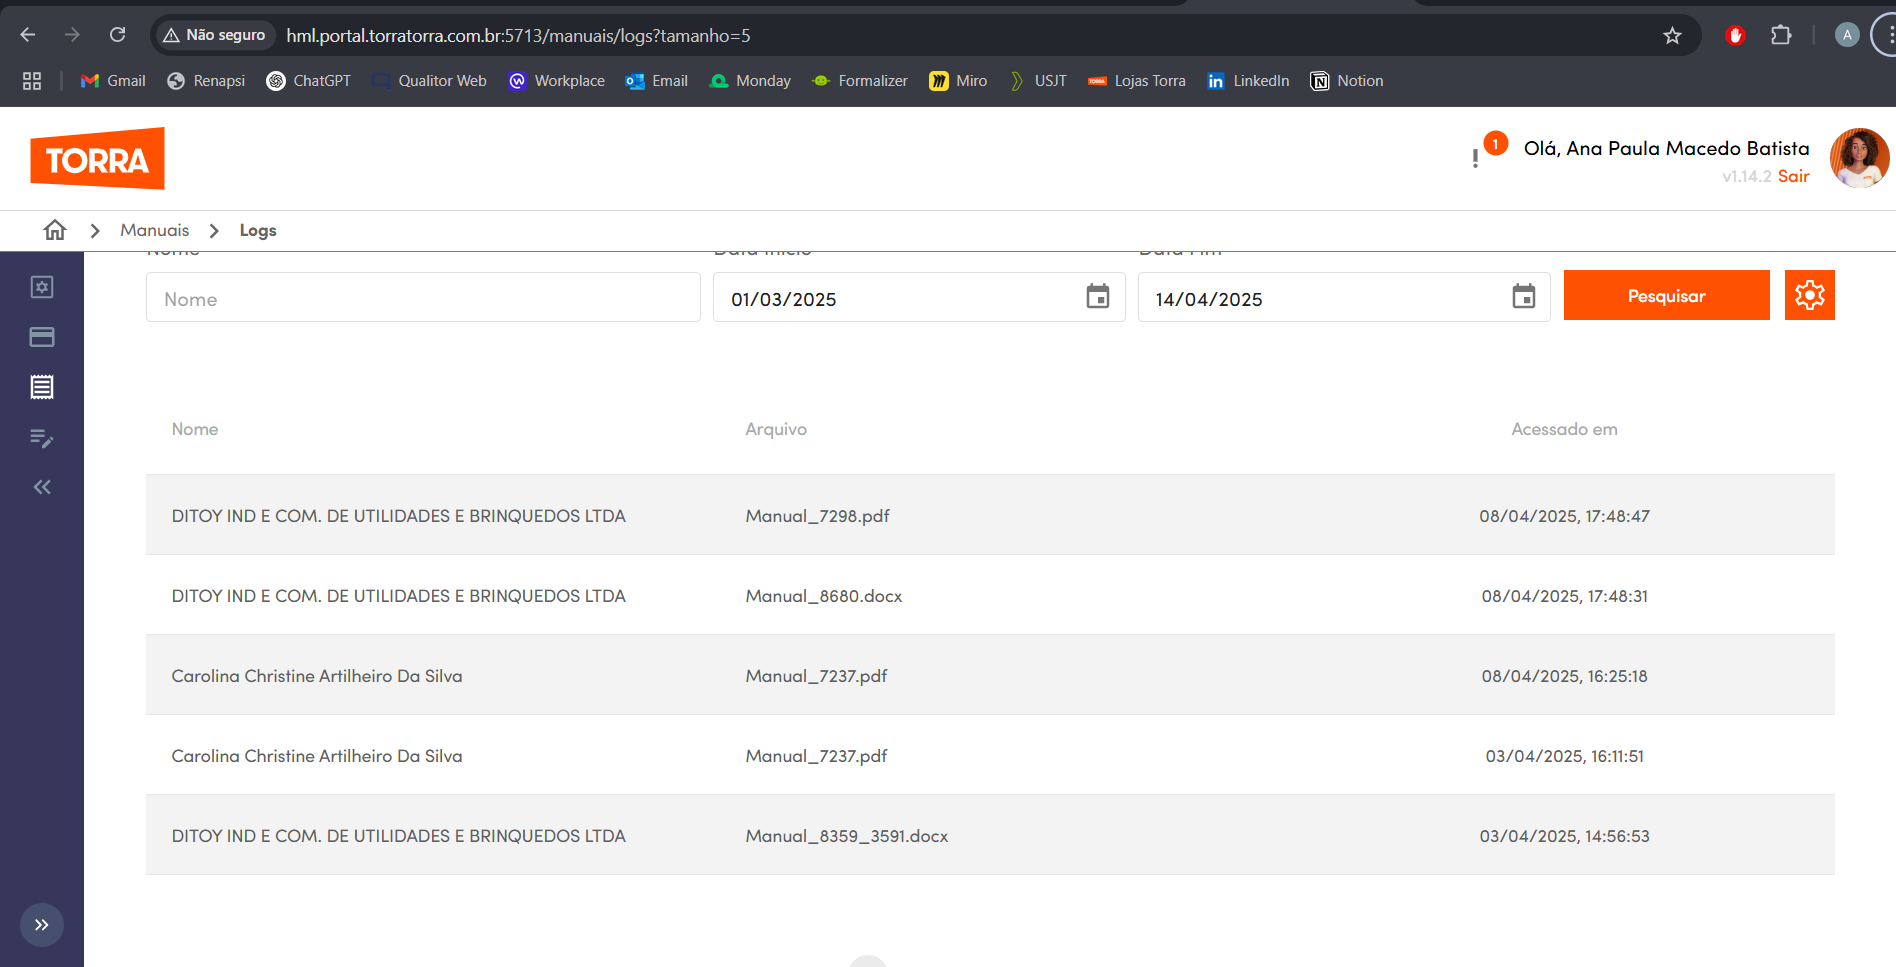 Não seguro hml.portal.torratorra.com.br:5713/manuais/logs?tamanho=5 A
Gmail Renapsi ChatGPT Qualitor Web Workplace Email Monday Formalizer Miro USJT Lojas Torra LinkedIn Notion
TORRA
1 Olá, Ana Paula Macedo Batista
v1.14.2 Sair
Manuais Logs
Nome Data Início Data Fim
Nome 01/03/2025 14/04/2025 Pesquisar
Nome Arquivo Acessado em
DITOY IND E COM. DE UTILIDADES E BRINQUEDOS LTDA Manual_7298.pdf 08/04/2025, 17:48:47
DITOY IND E COM. DE UTILIDADES E BRINQUEDOS LTDA Manual_8680.docx 08/04/2025, 17:48:31
Carolina Christine Artilheiro Da Silva Manual_7237.pdf 08/04/2025, 16:25:18
Carolina Christine Artilheiro Da Silva Manual_7237.pdf 03/04/2025, 16:11:51
DITOY IND E COM. DE UTILIDADES E BRINQUEDOS LTDA Manual_8359_3591.docx 03/04/2025, 14:56:53